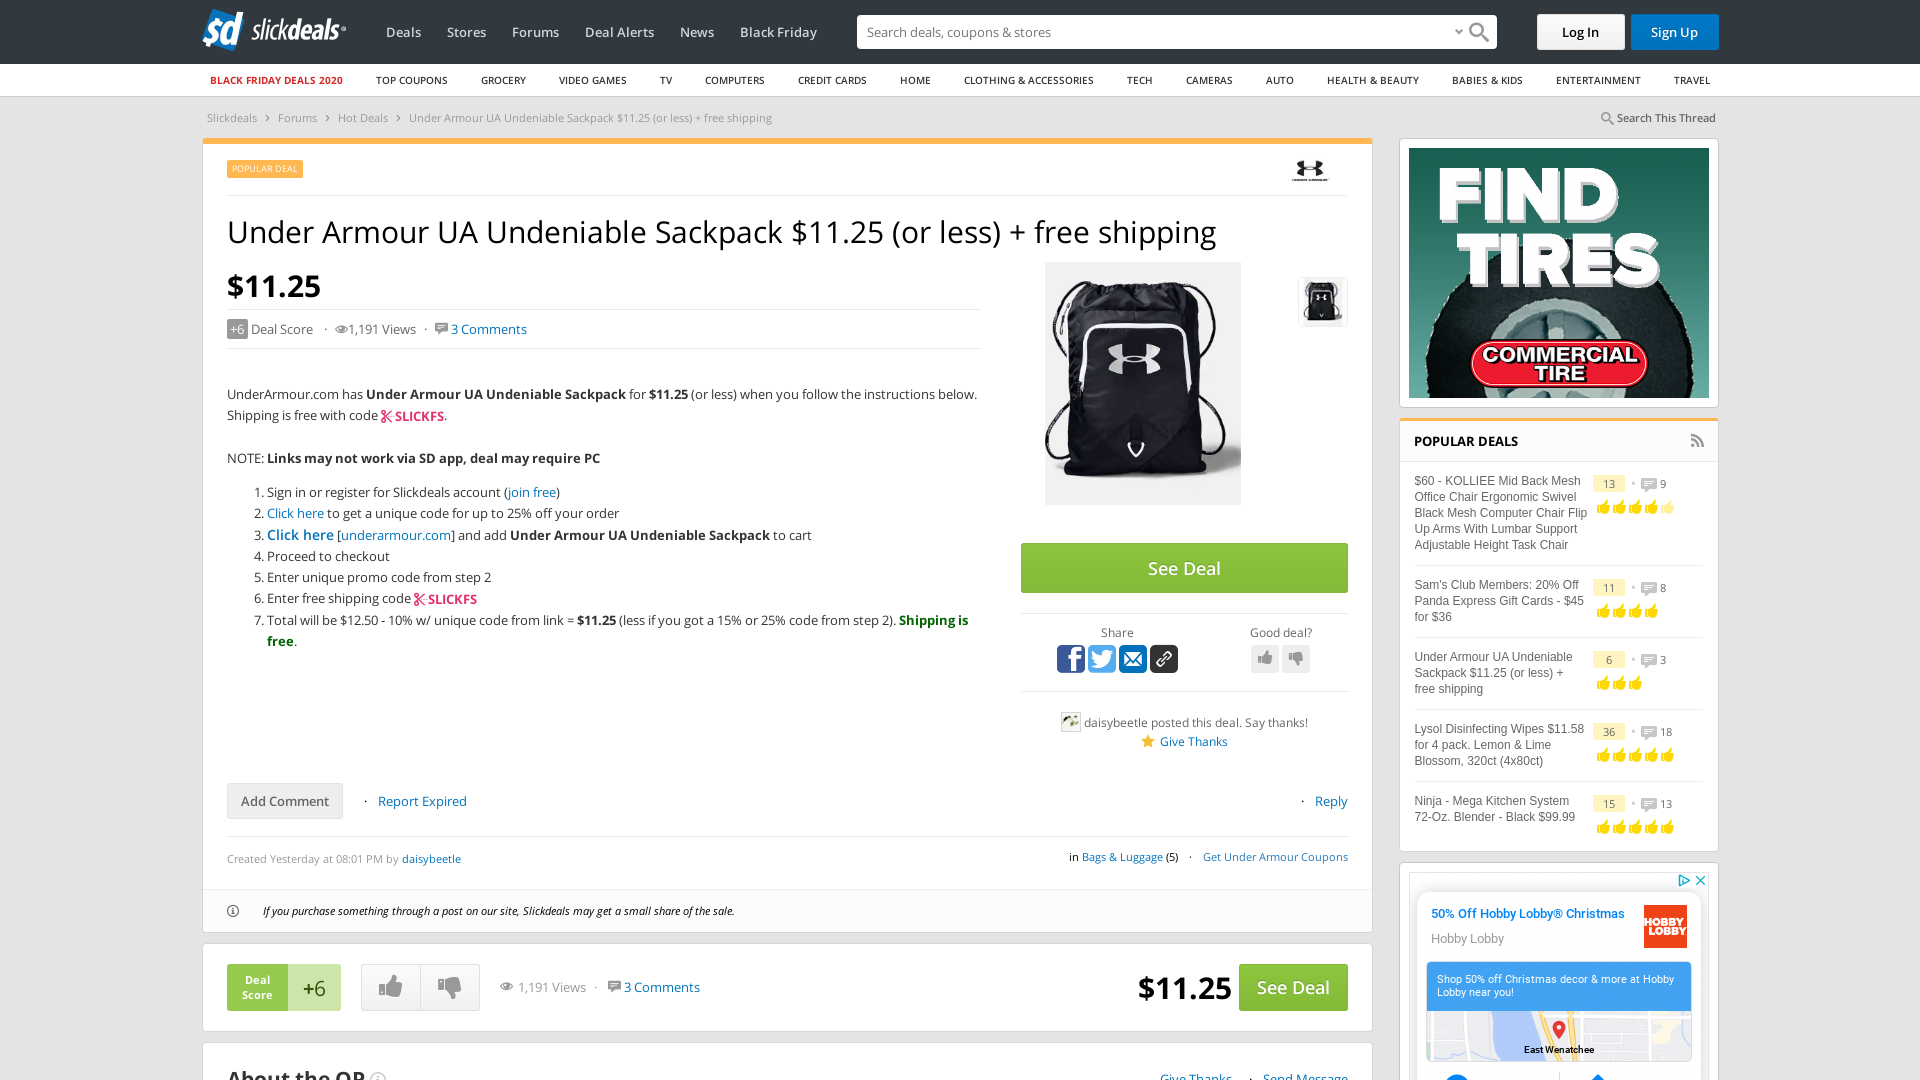 sd slickdeals
Deals Stores Forums Deal Alerts News Black Friday
Search deals, coupons & stores
Log In
Sign Up
BLACK FRIDAY DEALS 2020 TOP COUPONS GROCERY VIDEO GAMES TV COMPUTERS CREDIT CARDS HOME CLOTHING & ACCESSORIES TECH CAMERAS AUTO HEALTH & BEAUTY BABIES & KIDS ENTERTAINMENT TRAVEL
Slickdeals > Forums > Hot Deals > Under Armour UA Undeniable Sackpack $11.25 (or less) + free shipping
Search This Thread
POPULAR DEAL
UNDER ARMOUR
Under Armour UA Undeniable Sackpack $11.25 (or less) + free shipping
$11.25
+6 Deal Score · 1,191 Views · 3 Comments
UnderArmour.com has Under Armour UA Undeniable Sackpack for $11.25 (or less) when you follow the instructions below.
Shipping is free with code SLICKFS.
NOTE: Links may not work via SD app, deal may require PC
1. Sign in or register for Slickdeals account (join free)
2. Click here to get a unique code for up to 25% off your order
3. Click here [underarmour.com] and add Under Armour UA Undeniable Sackpack to cart
4. Proceed to checkout
5. Enter unique promo code from step 2
6. Enter free shipping code SLICKFS
7. Total will be $12.50 - 10% w/ unique code from link = $11.25 (less if you got a 15% or 25% code from step 2). Shipping is
free.
See Deal
Share
Good deal?
daisybeetle posted this deal. Say thanks!
Give Thanks
Add Comment · Report Expired
· Reply
Created Yesterday at 08:01 PM by daisybeetle
in Bags & Luggage (5) · Get Under Armour Coupons
If you purchase something through a post on our site, Slickdeals may get a small share of the sale.
Deal
Score
+6
1,191 Views · 3 Comments
$11.25
See Deal
About the OP
Give Thanks · Send Message
FIND
TIRES
COMMERCIAL
TIRE
POPULAR DEALS
$60 - KOLLIEE Mid Back Mesh
Office Chair Ergonomic Swivel
Black Mesh Computer Chair Flip
Up Arms With Lumbar Support
Adjustable Height Task Chair
13 • 9
Sam's Club Members: 20% Off
Panda Express Gift Cards - $45
for $36
11 • 8
Under Armour UA Undeniable
Sackpack $11.25 (or less) +
free shipping
6 • 3
Lysol Disinfecting Wipes $11.58
for 4 pack. Lemon & Lime
Blossom, 320ct (4x80ct)
36 • 18
Ninja - Mega Kitchen System
72-Oz. Blender - Black $99.99
15 • 13
50% Off Hobby Lobby® Christmas
Hobby Lobby
HOBBY
LOBBY
Shop 50% off Christmas decor & more at Hobby
Lobby near you!
East Wenatchee